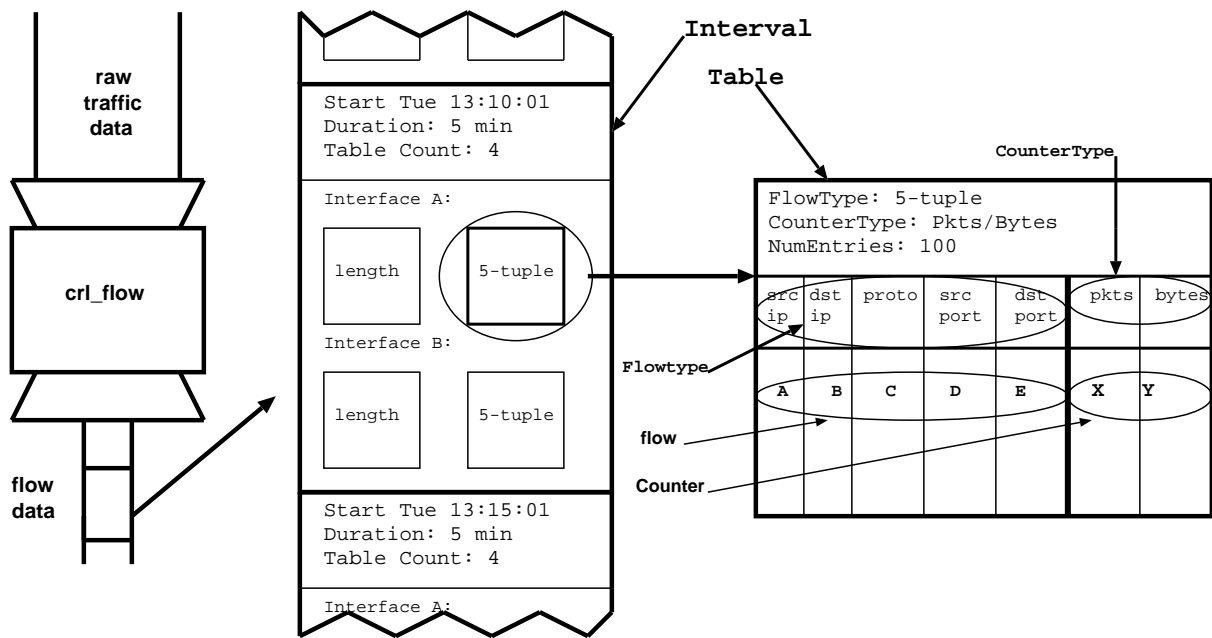 raw
traffic
data
crl_flow
flow
data
Interval
Start Tue 13:10:01
Duration: 5 min
Table Count: 4
Interface A:
length
5-tuple
Interface B:
length
5-tuple
Start Tue 13:15:01
Duration: 5 min
Table Count: 4
Interface A:
Table
CounterType
FlowType: 5-tuple
CounterType: Pkts/Bytes
NumEntries: 100
src ip
dst ip
proto
src port
dst port
pkts
bytes
Flowtype
A B C D E X Y
flow
Counter